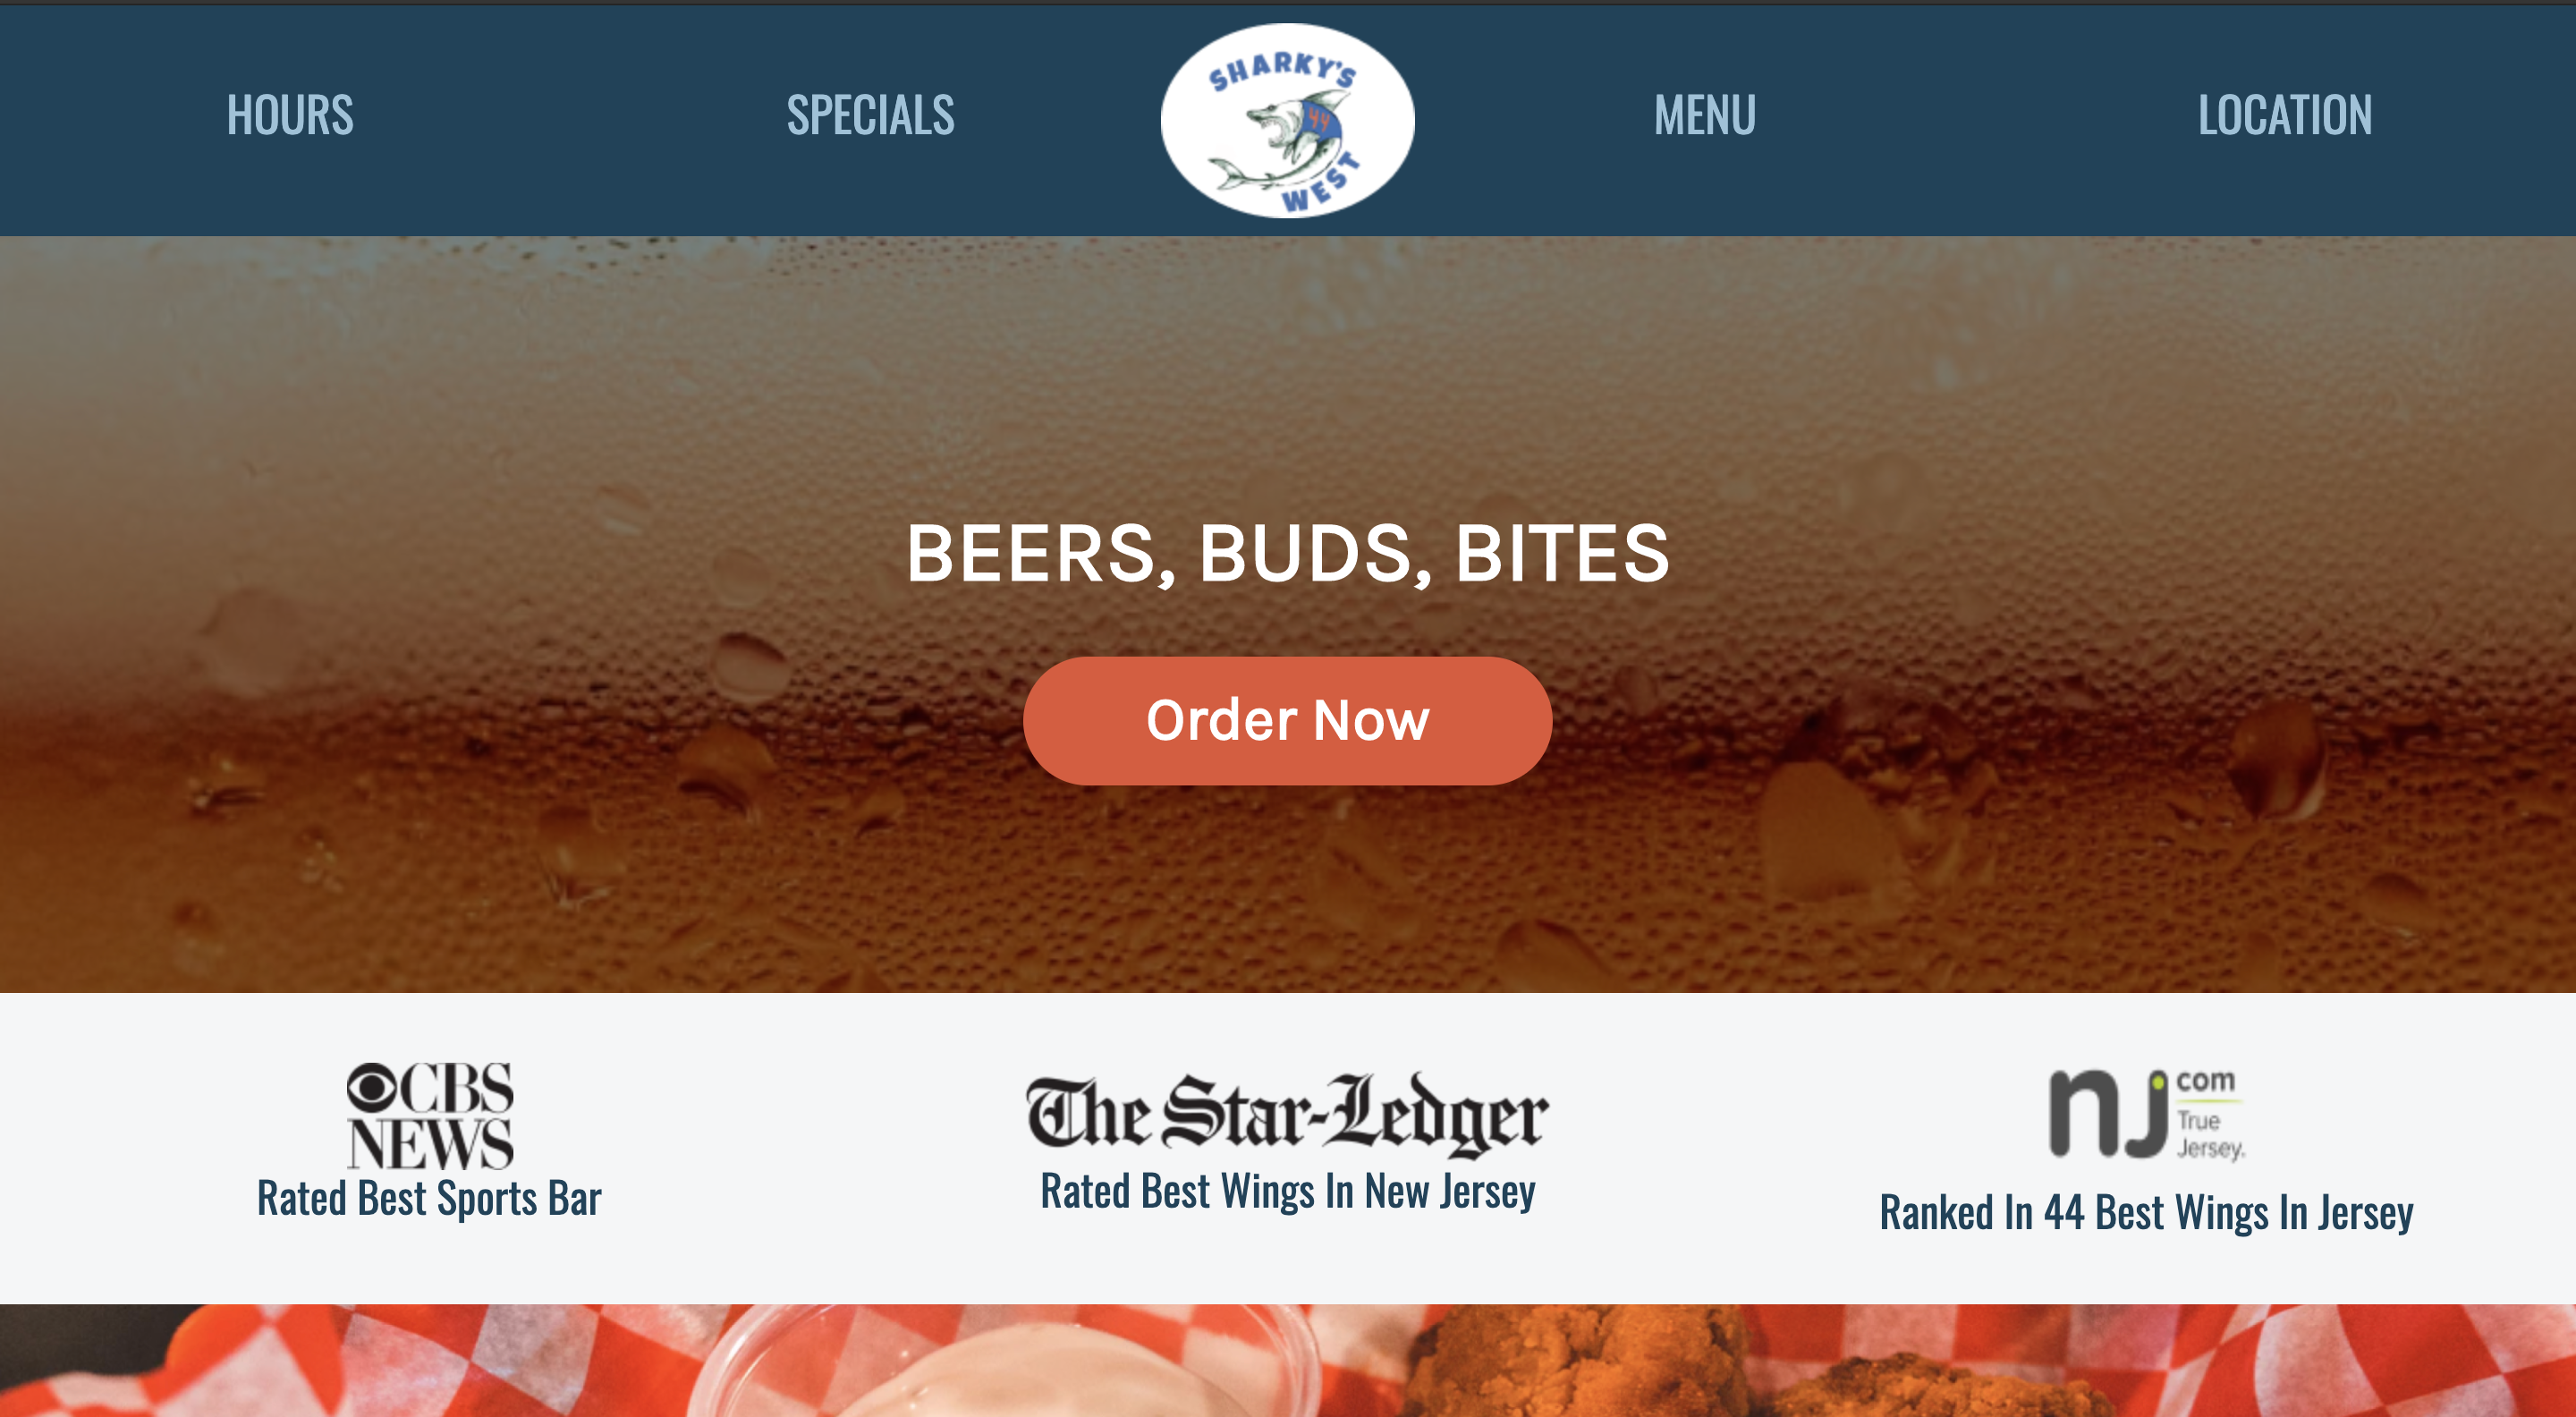 HOURS
SPECIALS
SHARKY'S
44
WEST
MENU
LOCATION
BEERS, BUDS, BITES
Order Now
CBS
NEWS
Rated Best Sports Bar
The Star-Ledger
Rated Best Wings In New Jersey
nj
com
True
Jersey.
Ranked In 44 Best Wings In Jersey